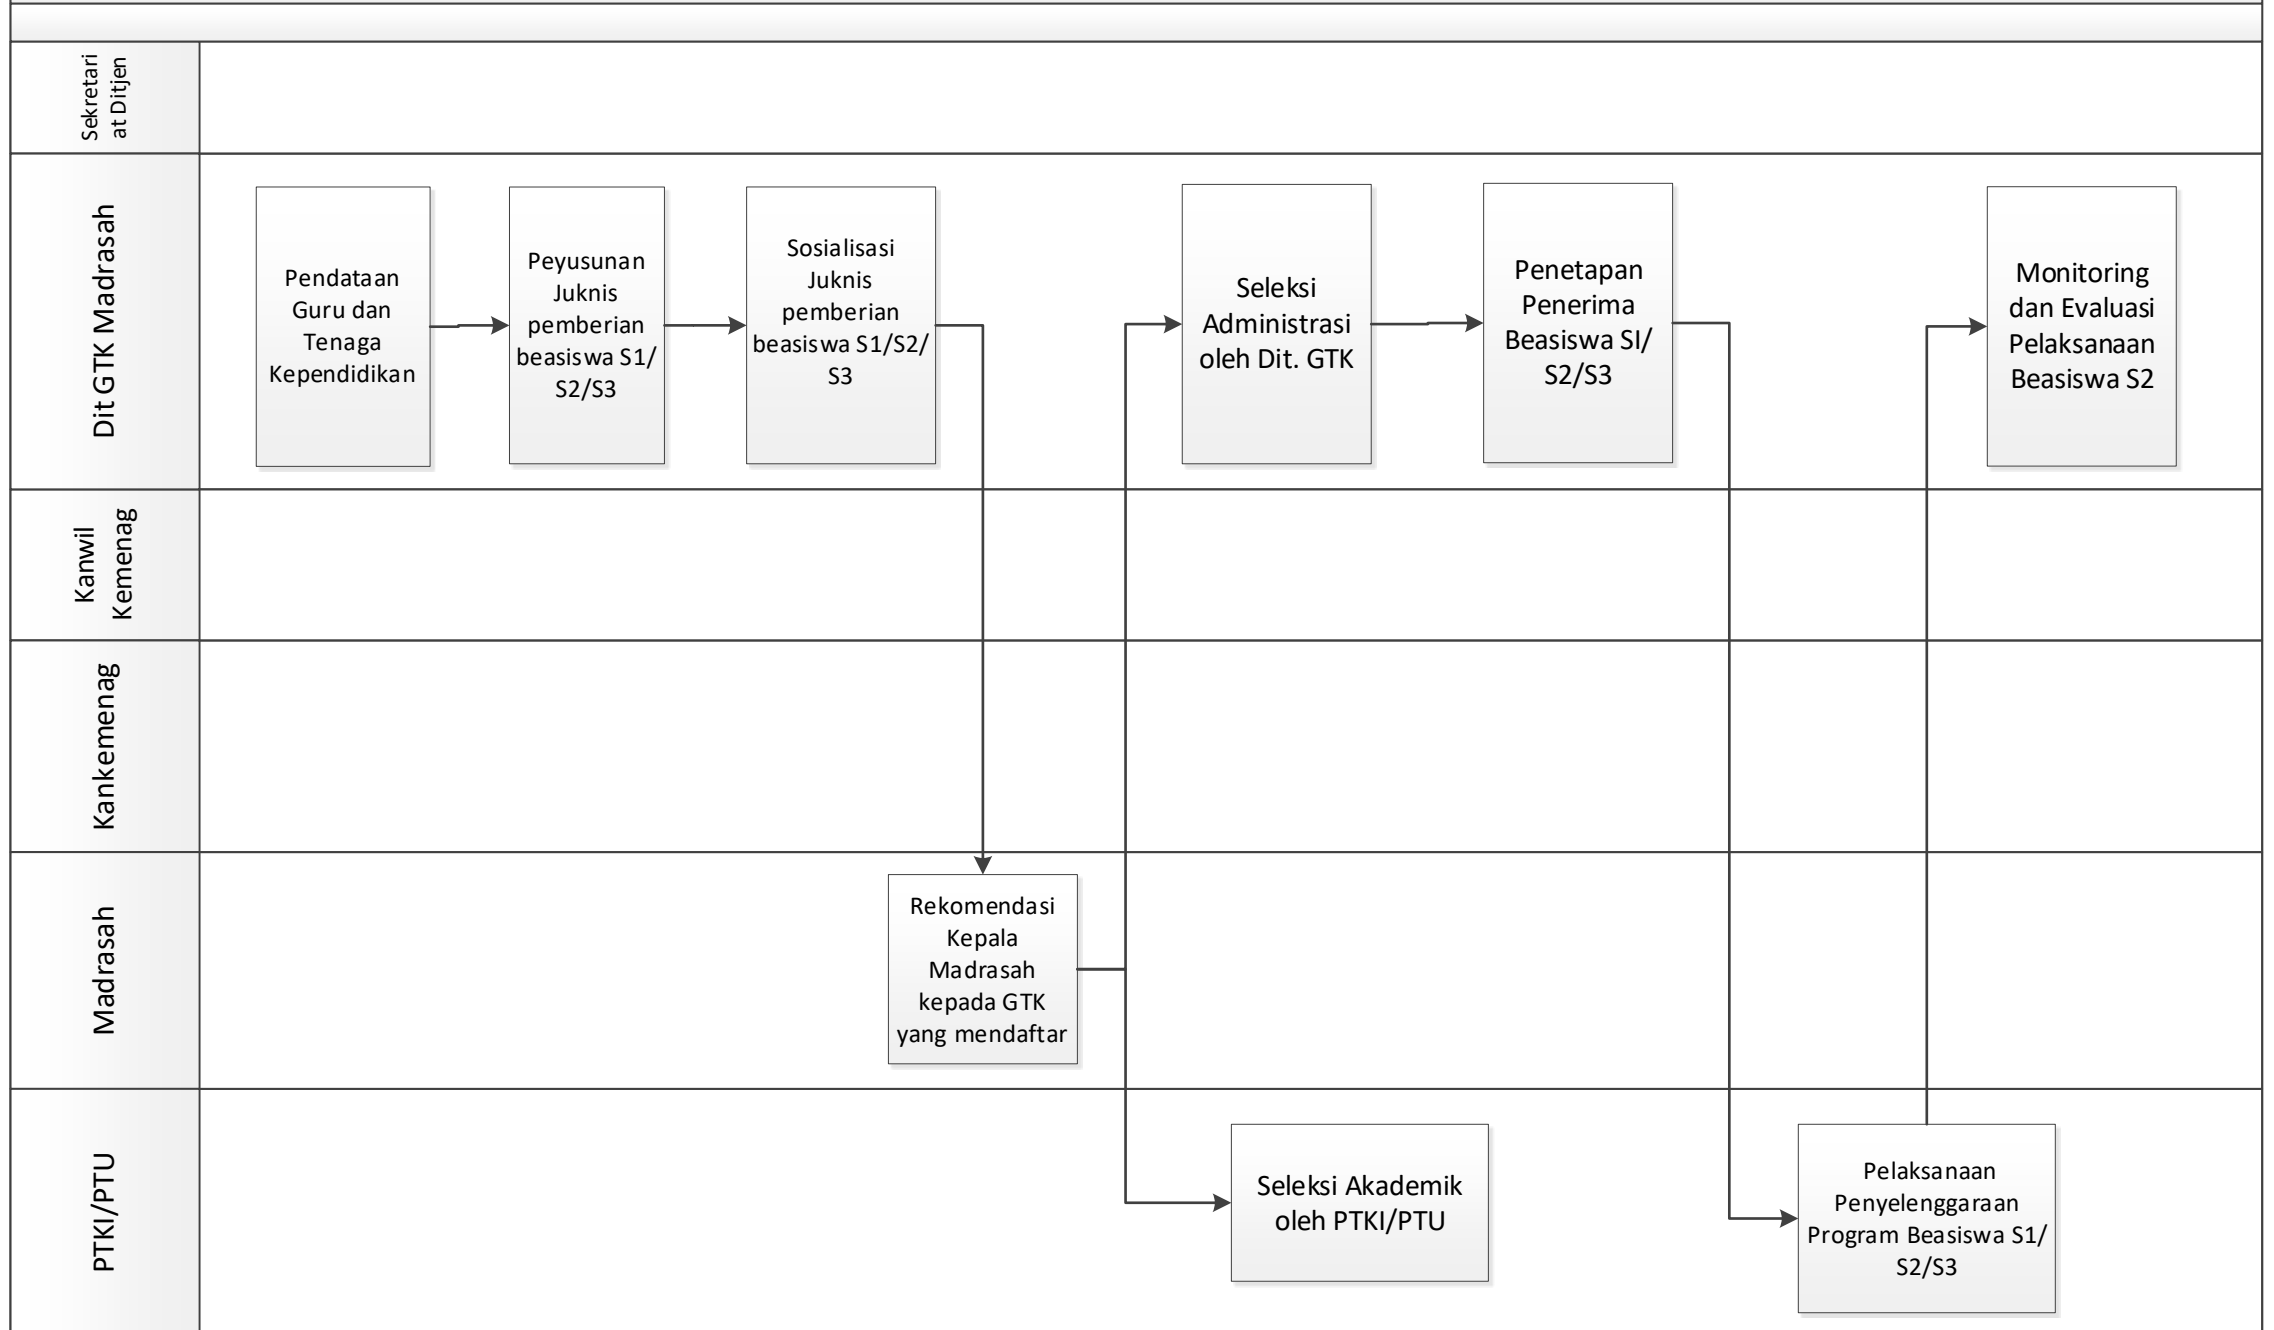 Sekretari
at Ditjen
Dit GTK Madrasah
Pendataan
Guru dan
Tenaga
Kependidikan
Peyusunan
Juknis
pemberian
beasiswa S1/
S2/S3
Sosialisasi
Juknis
pemberian
beasiswa S1/S2/
S3
Seleksi
Administrasi
oleh Dit. GTK
Penetapan
Penerima
Beasiswa SI/
S2/S3
Monitoring
dan Evaluasi
Pelaksanaan
Beasiswa S2
Kanwil
Kemenag
Kankemenag
Madrasah
Rekomendasi
Kepala
Madrasah
kepada GTK
yang mendaftar
PTKI/PTU
Seleksi Akademik
oleh PTKI/PTU
Pelaksanaan
Penyelenggaraan
Program Beasiswa S1/
S2/S3